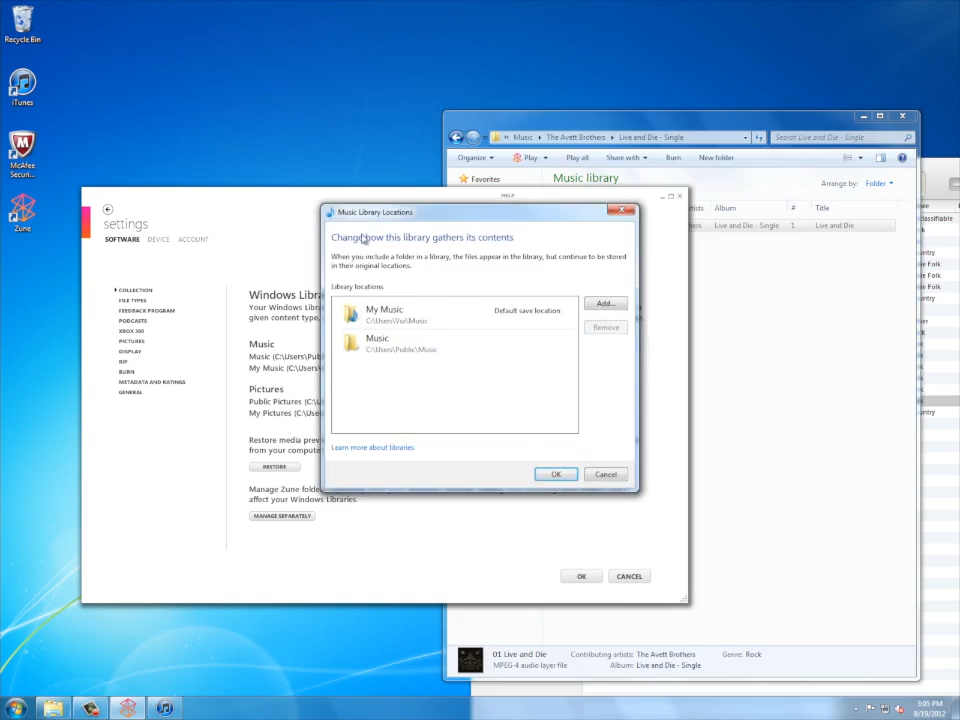 Recycle Bin
iTunes
McAfee
Securi...
Zune
Music ▸ The Avett Brothers ▸ Live and Die - Single
Search Live and Die - Single
Organize
Play
Play all
Share with
Burn
New folder
Favorites
Music library
Arrange by: Folder
Album
#
Title
Live and Die - Single
1
Live and Die
HELP
settings
SOFTWARE DEVICE ACCOUNT
COLLECTION
FILE TYPES
FEEDBACK PROGRAM
PODCASTS
XBOX 360
PICTURES
DISPLAY
RIP
BURN
METADATA AND RATINGS
GENERAL
Windows Libra
Your Windows Libra
given content type,
Music
Music (C:\Users\Publ
My Music (C:\User
Pictures
Public Pictures (C:\U
My Pictures (C:\User
Restore media prev
from your compute
RESTORE
Manage Zune folde
affect your Windows Libraries.
MANAGE SEPARATELY
OK
CANCEL
Music Library Locations
Change how this library gathers its contents
When you include a folder in a library, the files appear in the library, but continue to be stored
in their original locations.
Library locations
My Music
C:\Users\Vui\Music
Default save location
Music
C:\Users\Public\Music
Add...
Remove
Learn more about libraries
OK
Cancel
01 Live and Die
MPEG-4 audio layer file
Contributing artists: The Avett Brothers
Album: Live and Die - Single
Genre: Rock
3:05 PM
8/19/2012